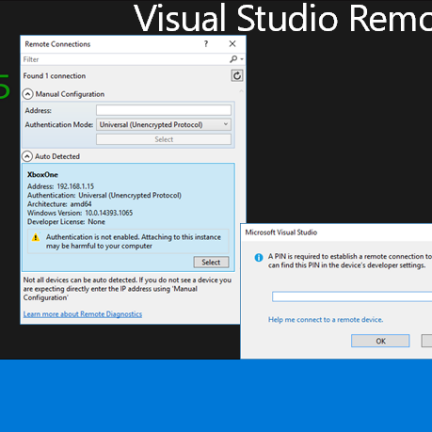 Visual Studio Remo
5
Remote Connections
Filter
Found 1 connection
Manual Configuration
Address:
Authentication Mode: Universal (Unencrypted Protocol)
Select
Auto Detected
XboxOne
Address: 192.168.1.15
Authentication: Universal (Unencrypted Protocol)
Architecture: amd64
Windows Version: 10.0.14393.1065
Developer License: None
Authentication is not enabled. Attaching to this instance
may be harmful to your computer
Select
Not all devices can be auto detected. If you do not see a device you
are expecting directly enter the IP address using 'Manual
Configuration'
Learn more about Remote Diagnostics
Microsoft Visual Studio
A PIN is required to establish a remote connection to
can find this PIN in the device's developer settings.
Help me connect to a remote device.
OK